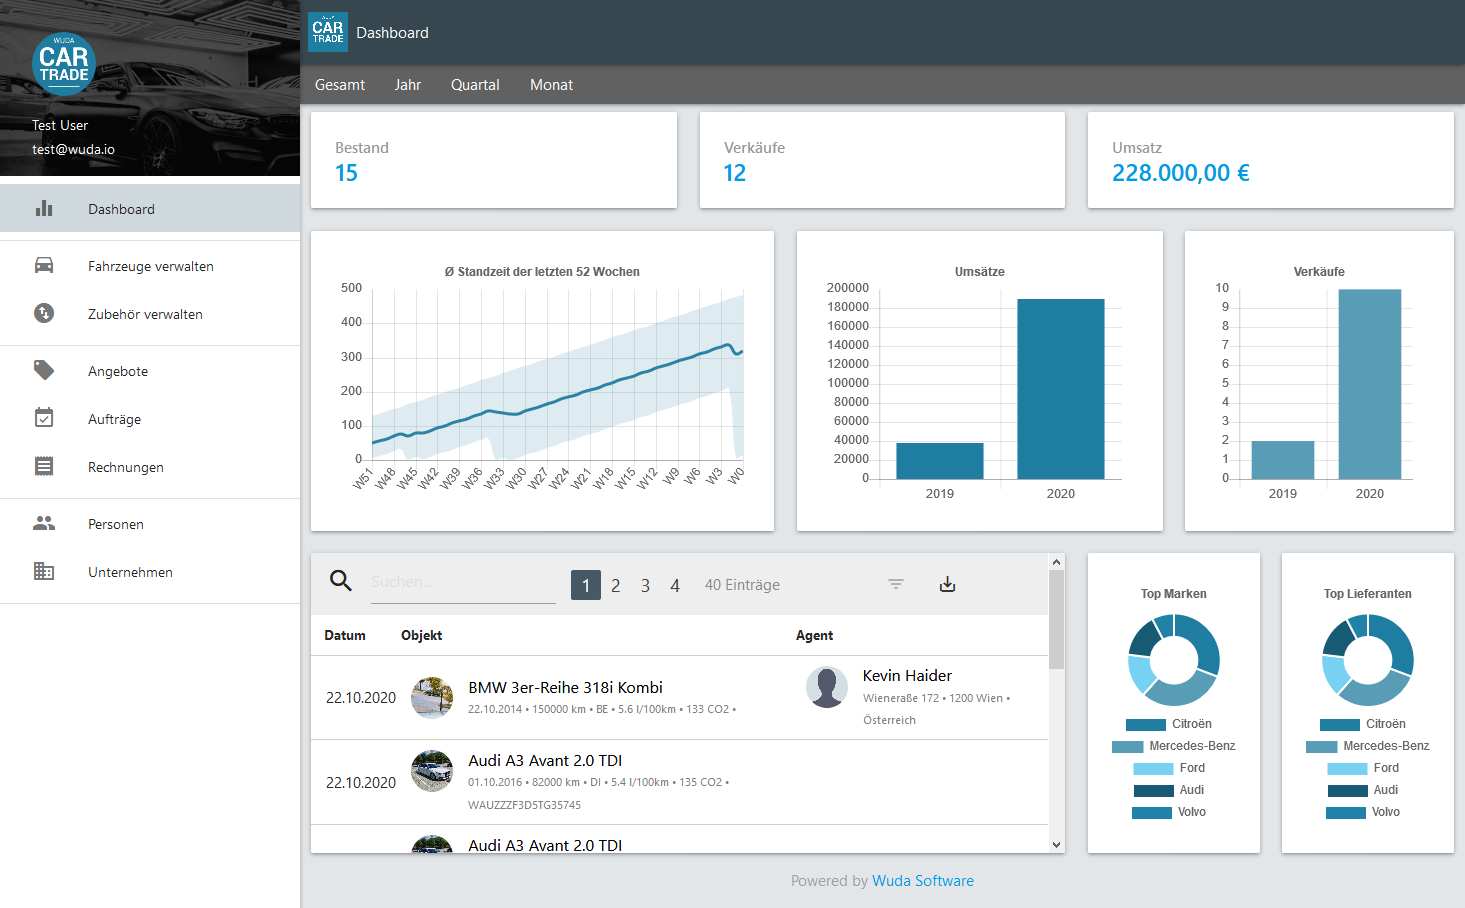 WUDA
CAR
TRADE
Test User
test@wuda.io
Dashboard
Fahrzeuge verwalten
Zubehör verwalten
Angebote
Aufträge
Rechnungen
Personen
Unternehmen
CAR
TRADE
Dashboard
Gesamt Jahr Quartal Monat
Bestand
15
Verkäufe
12
Umsatz
228.000,00 €
Ø Standzeit der letzten 52 Wochen
500
400
300
200
100
0
W51 W48 W45 W42 W39 W36 W33 W30 W27 W24 W21 W18 W15 W12 W9 W6 W3 W0
Umsätze
200000
180000
160000
140000
120000
100000
80000
60000
40000
20000
0
2019 2020
Verkäufe
10
9
8
7
6
5
4
3
2
1
0
2019 2020
Suchen... 1 2 3 4 40 Einträge
Datum Objekt Agent
22.10.2020
BMW 3er-Reihe 318i Kombi
22.10.2014 • 150000 km • BE • 5.6 l/100km • 133 CO2 •
Kevin Haider
Wieneraße 172 • 1200 Wien •
Österreich
22.10.2020
Audi A3 Avant 2.0 TDI
01.10.2016 • 82000 km • DI • 5.4 l/100km • 135 CO2 •
WAUZZZF3D5TG35745
Audi A3 Avant 2.0 TDI
Top Marken
Citroën
Mercedes-Benz
Ford
Audi
Volvo
Top Lieferanten
Citroën
Mercedes-Benz
Ford
Audi
Volvo
Powered by Wuda Software